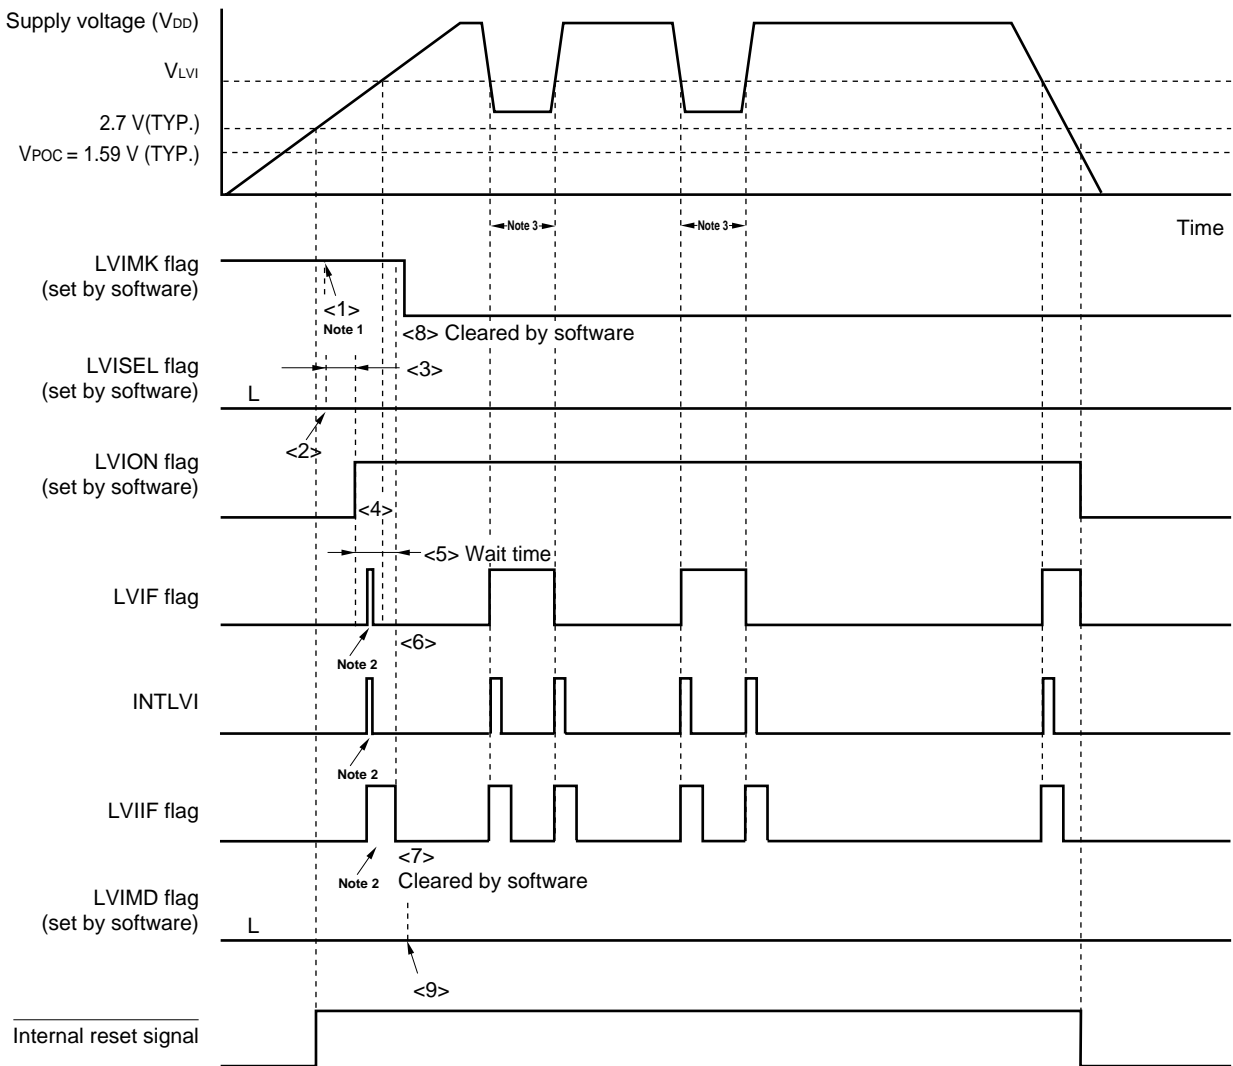 Supply voltage (VDD)
VLVI
2.7 V(TYP.)
VPOC = 1.59 V (TYP.)
Note 3
Note 3
Time
LVIMK flag
(set by software)
<1>
Note 1
<8> Cleared by software
LVISEL flag
(set by software)
L
<3>
<2>
LVION flag
(set by software)
<4>
<5> Wait time
LVIF flag
<6>
Note 2
INTLVI
Note 2
LVIIF flag
<7>
Note 2
Cleared by software
LVIMD flag
(set by software)
L
<9>
Internal reset signal